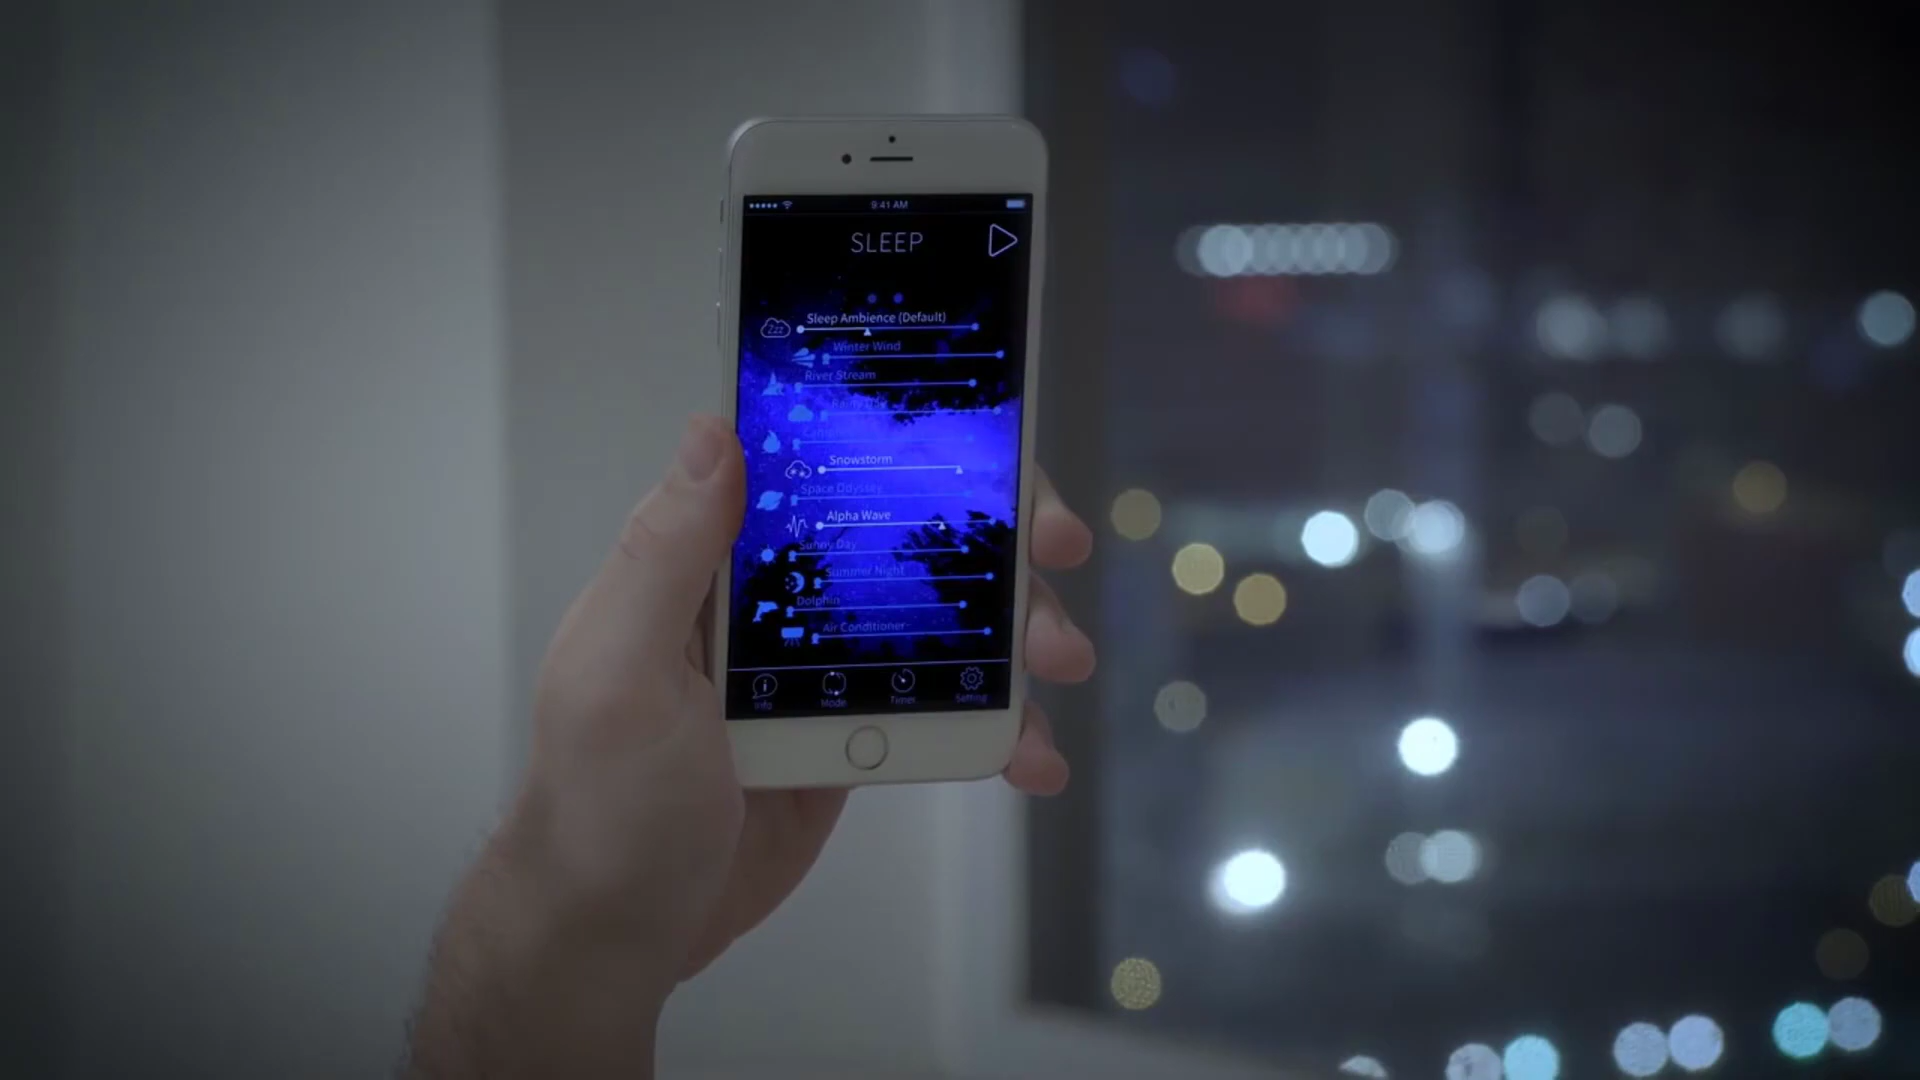 9:41 AM
SLEEP
Zzz
Sleep Ambience (Default)
Winter Wind
River Stream
Snowstorm
Space Odyssey
Alpha Wave
Sunny Day
Summer Night
Dolphin
Air Conditioner
Info
Mode
Timer
Setting